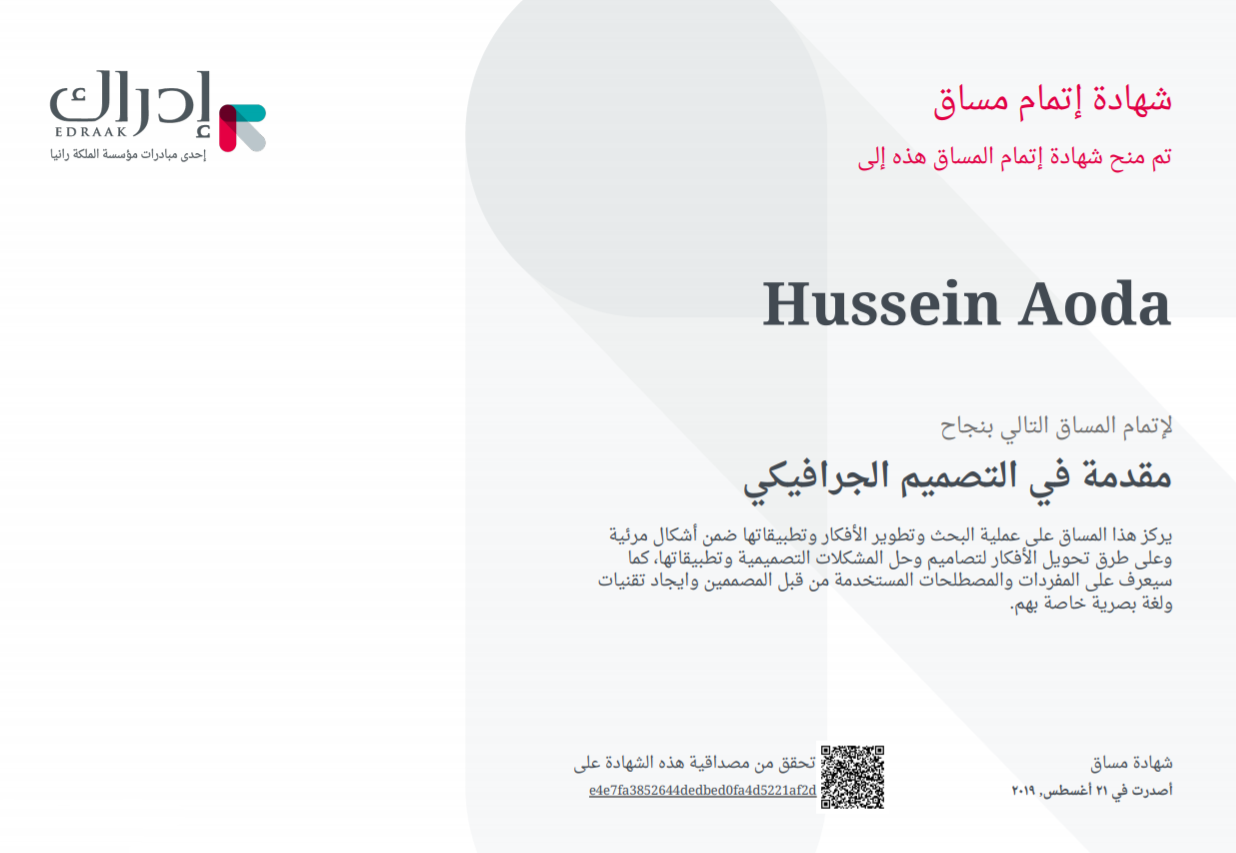 إدراك
EDRAAK
إحدى مبادرات مؤسسة الملكة رانيا
شهادة إتمام مساق
تم منح شهادة إتمام المساق هذه إلى
Hussein Aoda
لإتمام المساق التالي بنجاح
مقدمة في التصميم الجرافيكي
يركز هذا المساق على عملية البحث وتطوير الأفكار وتطبيقاتها ضمن أشكال مرئية
وعلى طرق تحويل الأفكار لتصاميم وحل المشكلات التصميمية وتطبيقاتها، كما
سيعرف على المفردات والمصطلحات المستخدمة من قبل المصممين وايجاد تقنيات
ولغة بصرية خاصة بهم.
شهادة مساق
أصدرت في ٢١ أغسطس, ٢٠١٩
تحقق من مصداقية هذه الشهادة على
e4e7fa3852644dedbed0fa4d5221af2d